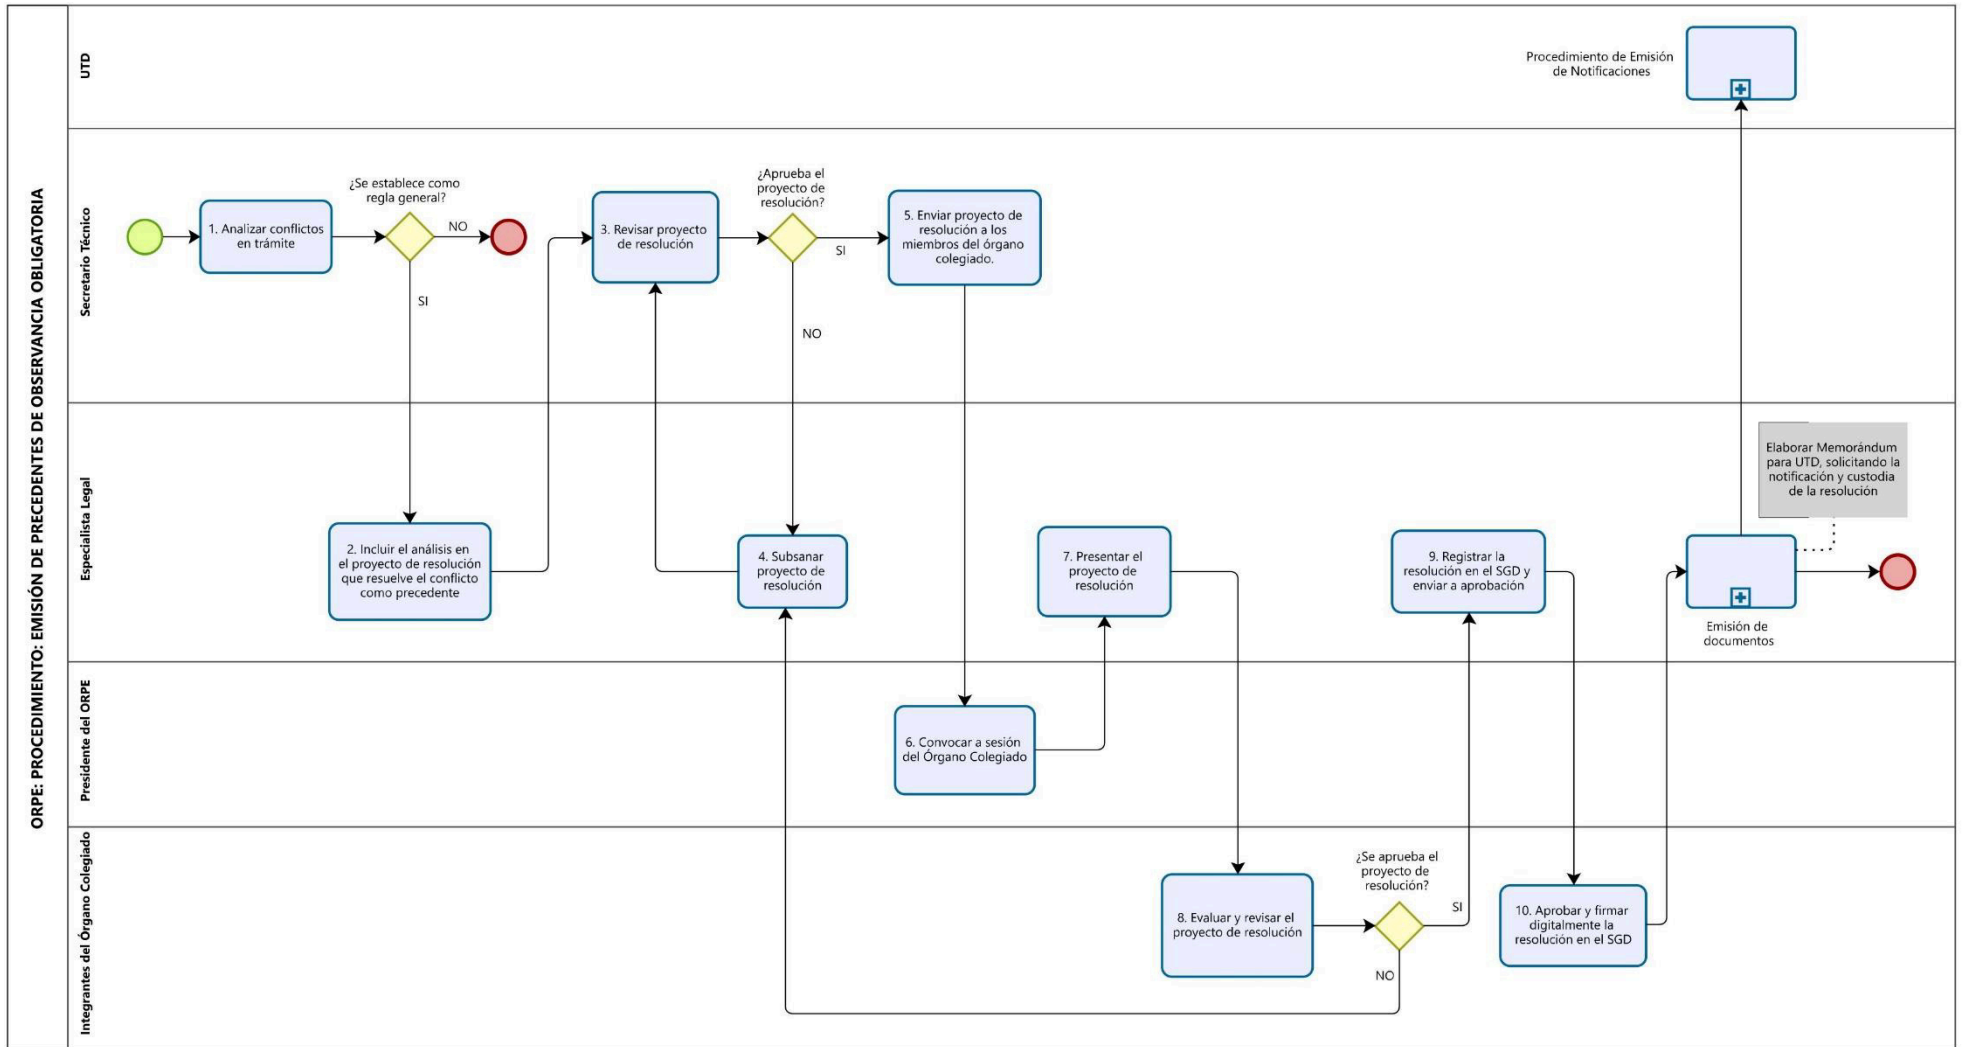 ORPE: PROCEDIMIENTO: EMISIÓN DE PRECEDENTES DE OBSERVANCIA OBLIGATORIA
UTD
Procedimiento de Emisión
de Notificaciones
Secretario Técnico
1. Analizar conflictos
en trámite
¿Se establece como
regla general?
NO
SI
3. Revisar proyecto
de resolución
¿Aprueba el
proyecto de
resolución?
SI
NO
5. Enviar proyecto de
resolución a los
miembros del órgano
colegiado.
Especialista Legal
2. Incluir el análisis en
el proyecto de resolución
que resuelve el conflicto
como precedente
4. Subsanar
proyecto de
resolución
7. Presentar el
proyecto de
resolución
9. Registrar la
resolución en el SGD y
enviar a aprobación
Elaborar Memorándum
para UTD, solicitando la
notificación y custodia
de la resolución
Emisión de
documentos
Presidente del ORPE
6. Convocar a sesión
del Órgano Colegiado
Integrantes del Órgano Colegiado
8. Evaluar y revisar el
proyecto de resolución
¿Se aprueba el
proyecto de
resolución?
SI
NO
10. Aprobar y firmar
digitalmente la
resolución en el SGD